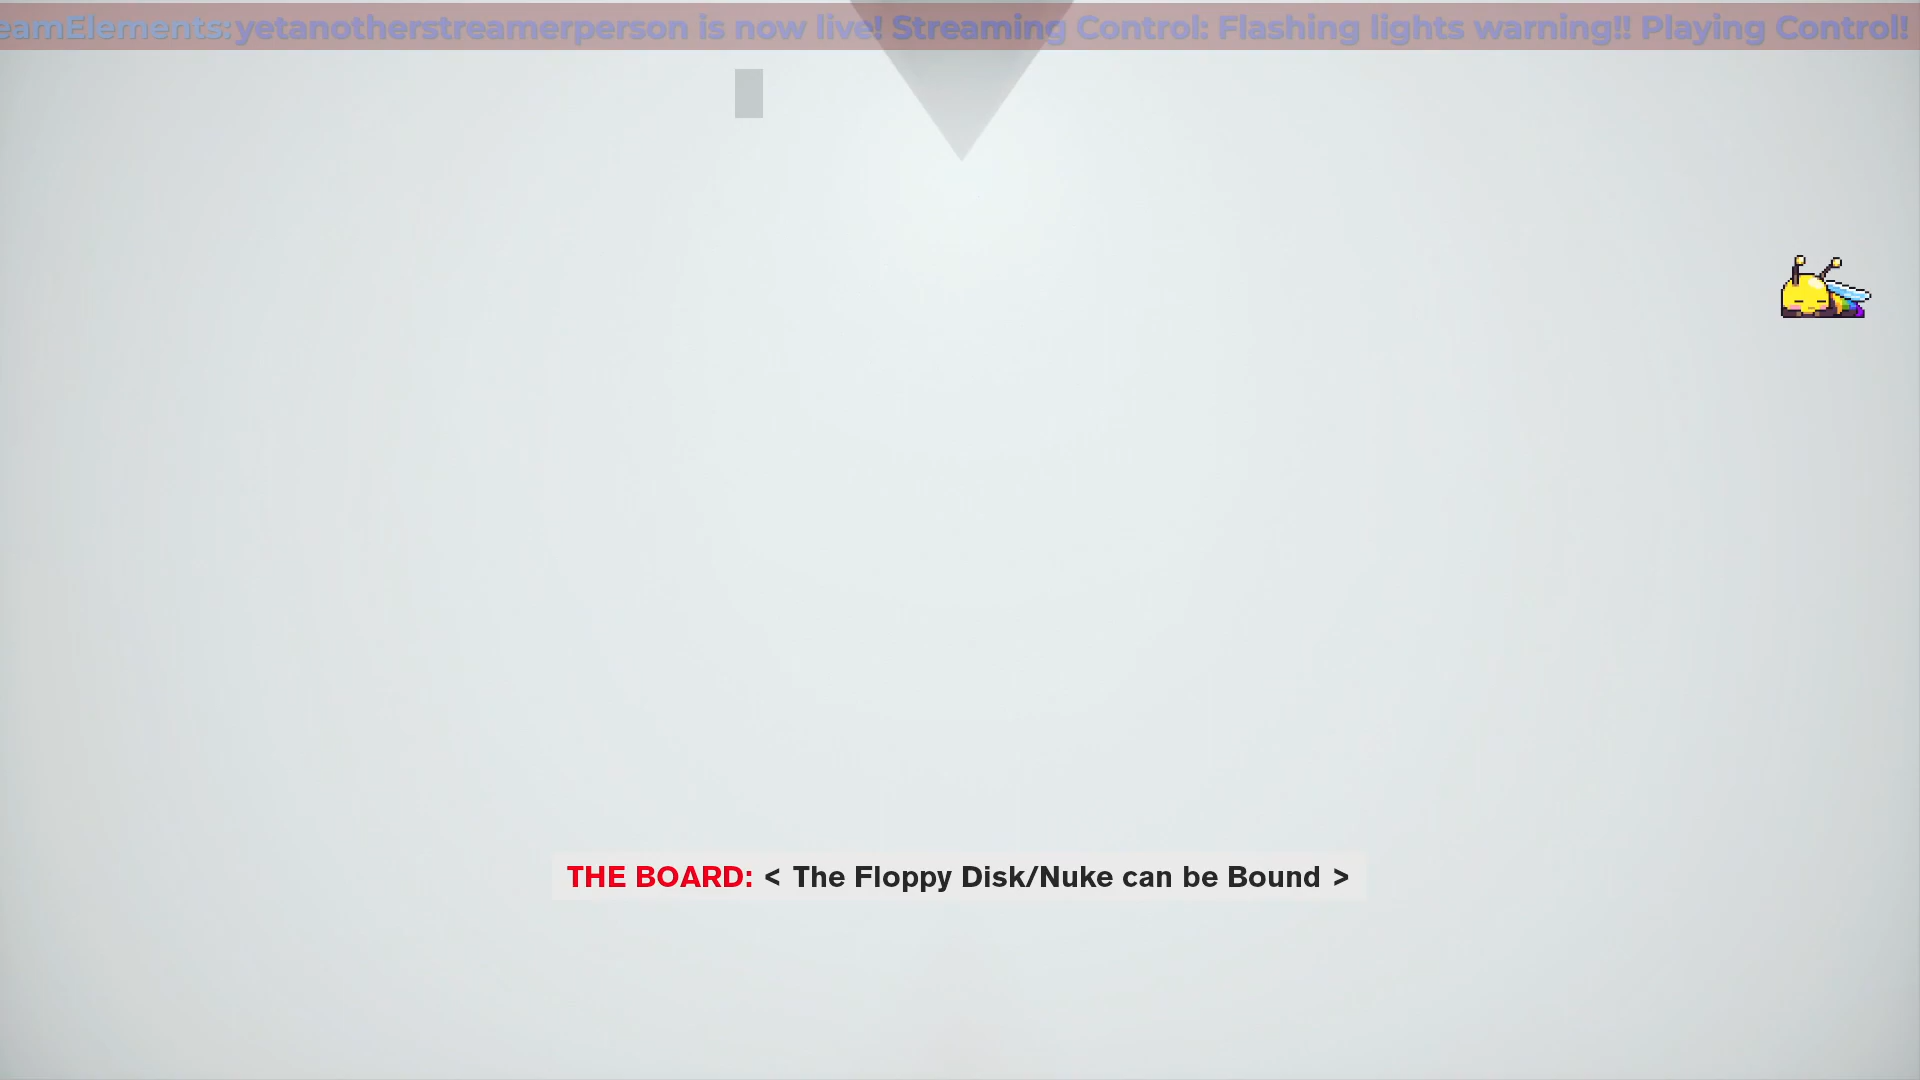 eamElements: yetanotherstreamerperson is now live! Streaming Control: Flashing lights warning!! Playing Control!
THE BOARD: < The Floppy Disk/Nuke can be Bound >